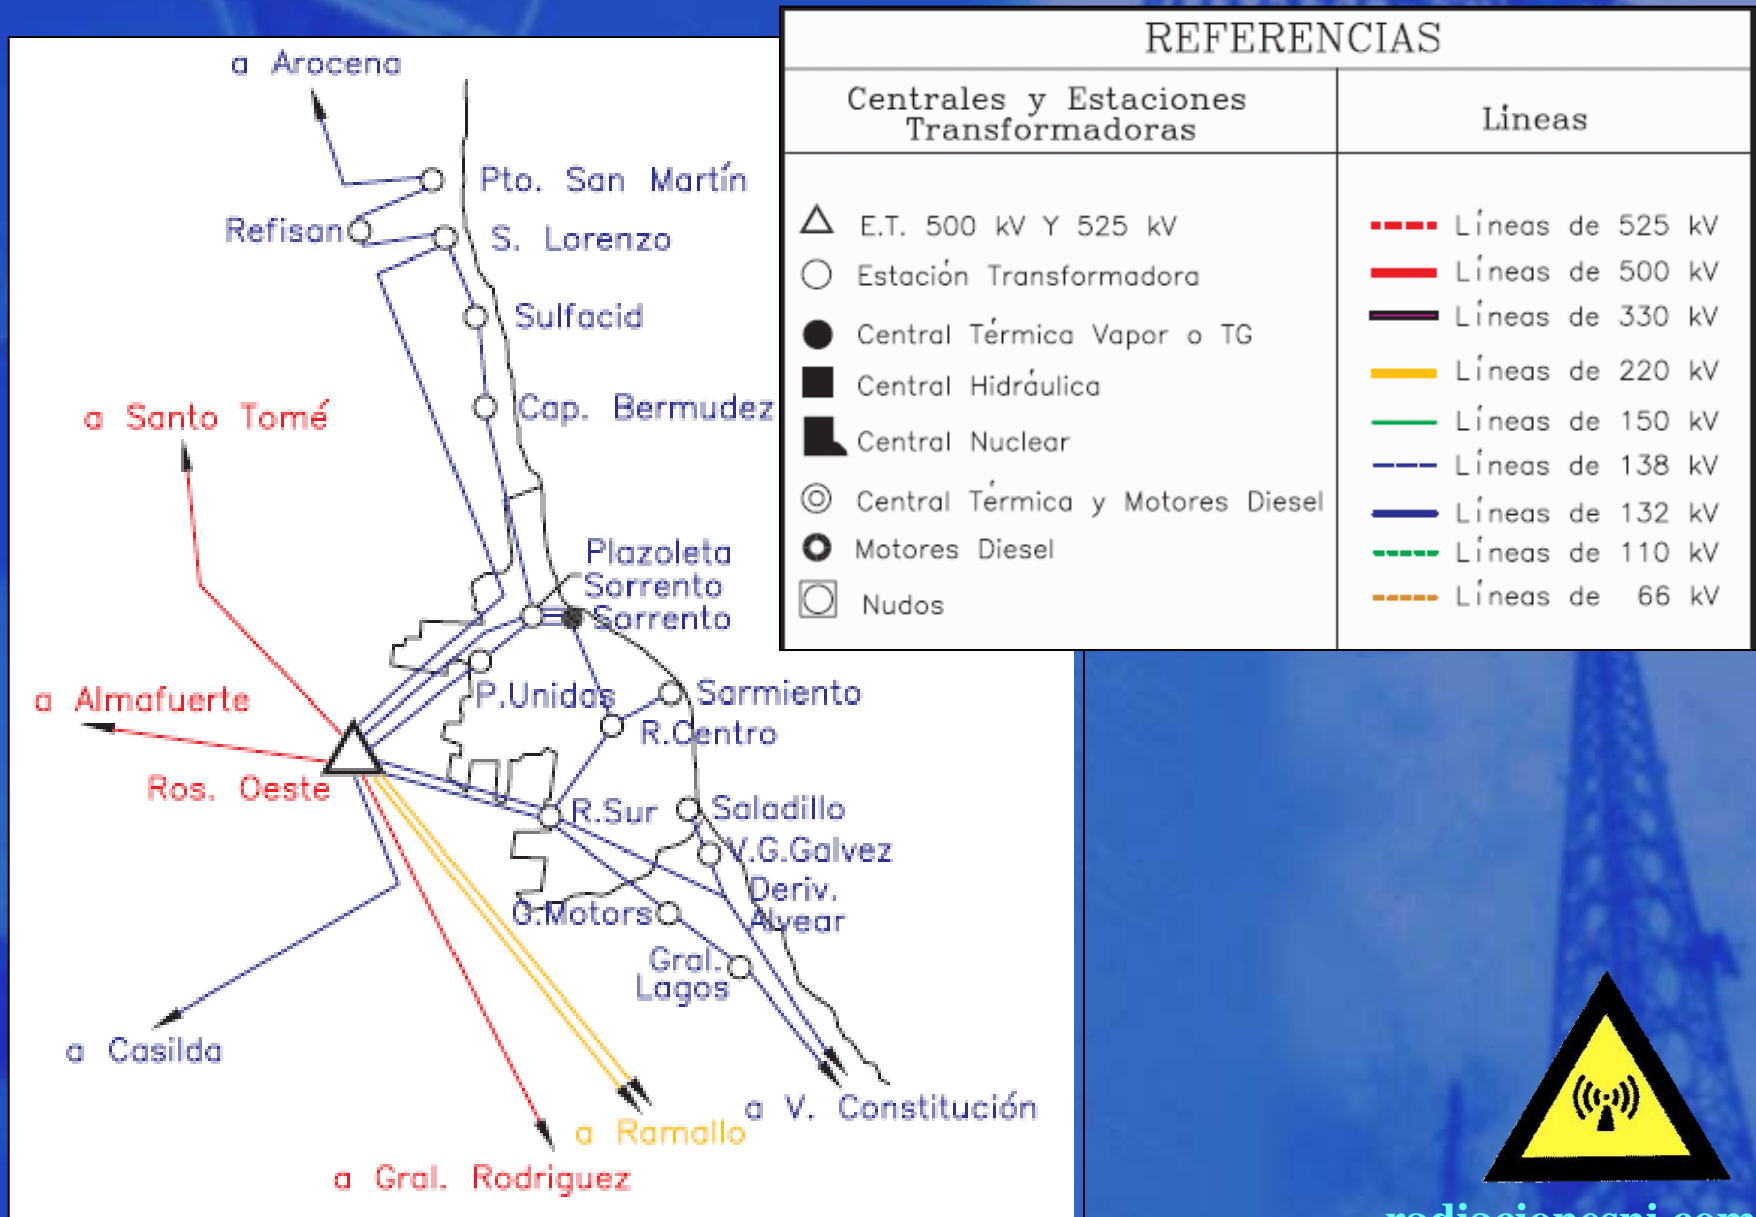 REFERENCIAS
Centrales y Estaciones
Transformadoras
Líneas
E.T. 500 kV Y 525 kV
Estación Transformadora
Central Térmica Vapor o TG
Central Hidráulica
Central Nuclear
Central Térmica y Motores Diesel
Motores Diesel
Nudos
Líneas de 525 kV
Líneas de 500 kV
Líneas de 330 kV
Líneas de 220 kV
Líneas de 150 kV
Líneas de 138 kV
Líneas de 132 kV
Líneas de 110 kV
Líneas de 66 kV
a Arocena
Pto. San Martín
Refisan
S. Lorenzo
Sulfacid
a Santo Tomé
Cap. Bermudez
Plazoleta
Sorrento
Sorrento
P.Unidas
Sarmiento
a Almafuerte
R.Centro
Ros. Oeste
R.Sur
Saladillo
V.G.Galvez
Deriv.
Alvear
G.Motors
Gral.
Lagos
a Casilda
a V. Constitución
a Ramallo
a Gral. Rodriguez
radiacionesni.com